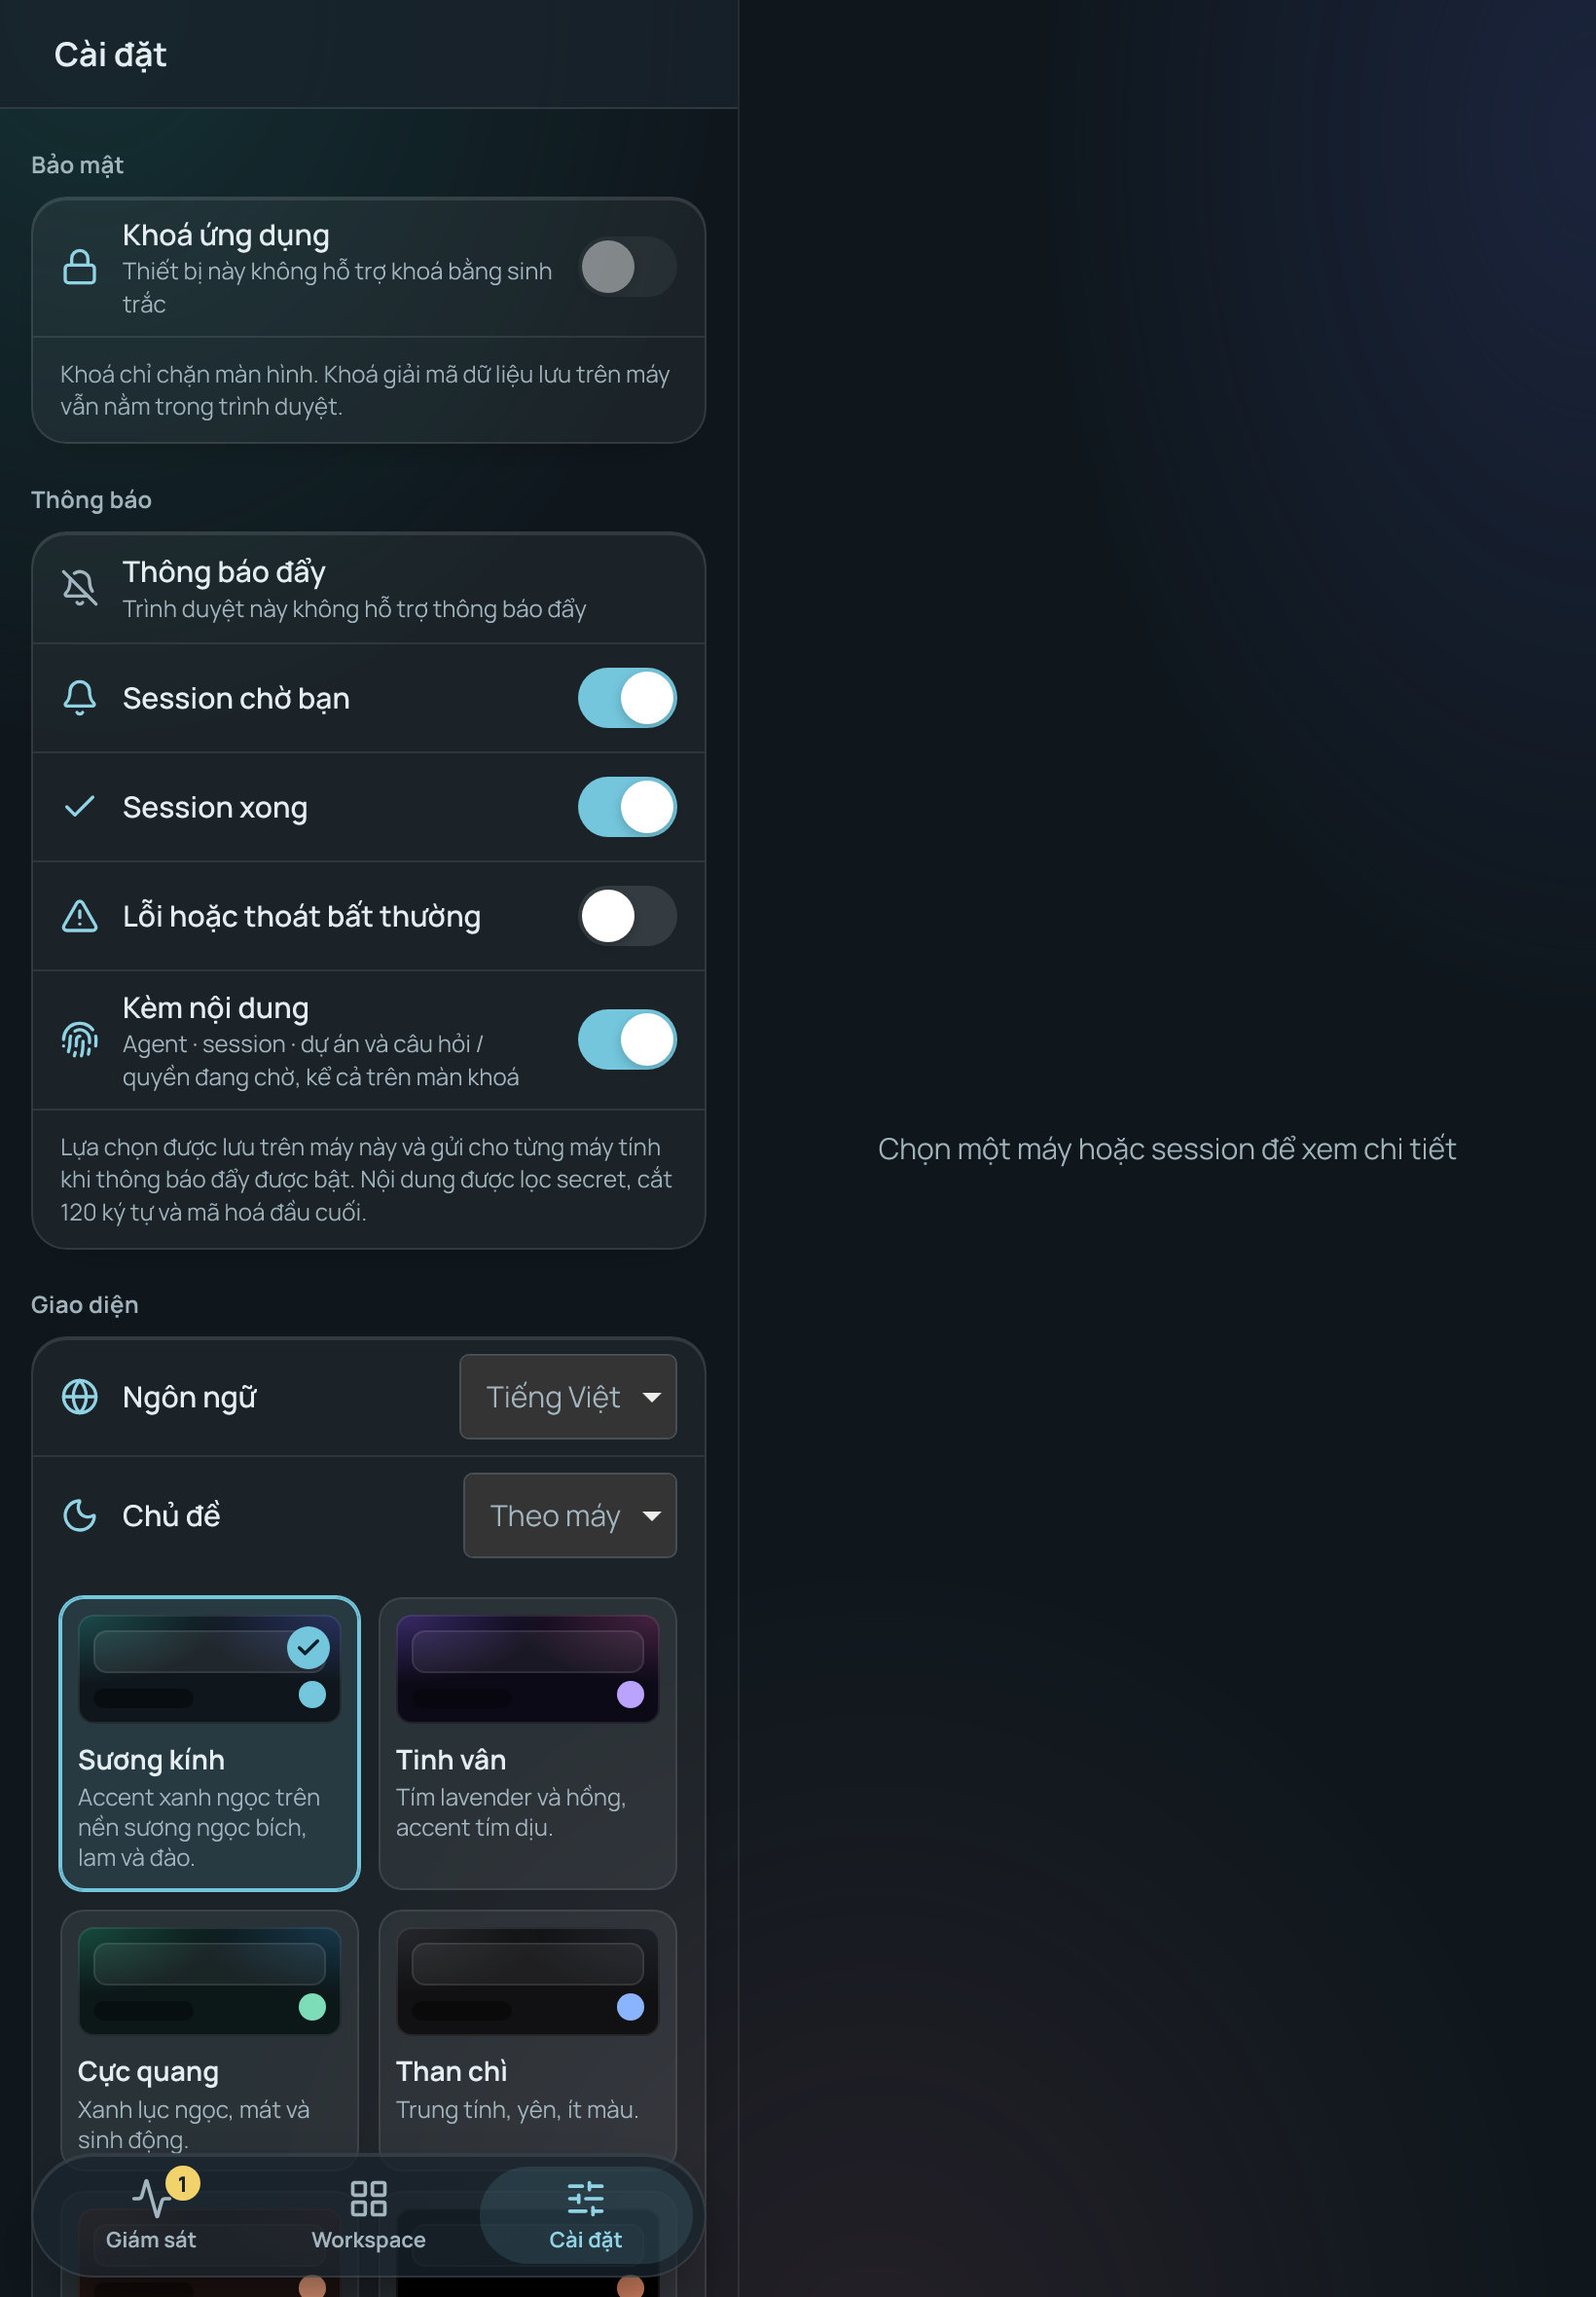 Cài đặt
Bảo mật
Khoá ứng dụng
Thiết bị này không hỗ trợ khoá bằng sinh
trắc
Khoá chỉ chặn màn hình. Khoá giải mã dữ liệu lưu trên máy
vẫn nằm trong trình duyệt.
Thông báo
Thông báo đẩy
Trình duyệt này không hỗ trợ thông báo đẩy
Session chờ bạn
Session xong
Lỗi hoặc thoát bất thường
Kèm nội dung
Agent · session · dự án và câu hỏi /
quyền đang chờ, kể cả trên màn khoá
Lựa chọn được lưu trên máy này và gửi cho từng máy tính
khi thông báo đẩy được bật. Nội dung được lọc secret, cắt
120 ký tự và mã hoá đầu cuối.
Giao diện
Ngôn ngữ
Tiếng Việt
Chủ đề
Theo máy
Sương kính
Accent xanh ngọc trên
nền sương ngọc bích,
lam và đào.
Tinh vân
Tím lavender và hồng,
accent tím dịu.
Cực quang
Xanh lục ngọc, mát và
sinh động.
Than chì
Trung tính, yên, ít màu.
1
Giám sát
Workspace
Cài đặt
Chọn một máy hoặc session để xem chi tiết